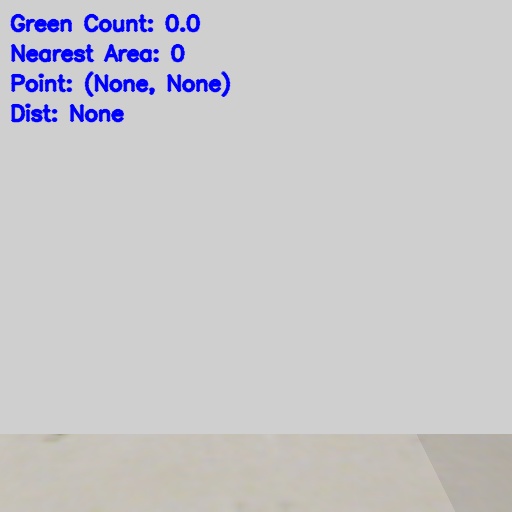 Green Count: 0.0
Nearest Area: 0
Point: (None, None)
Dist: None